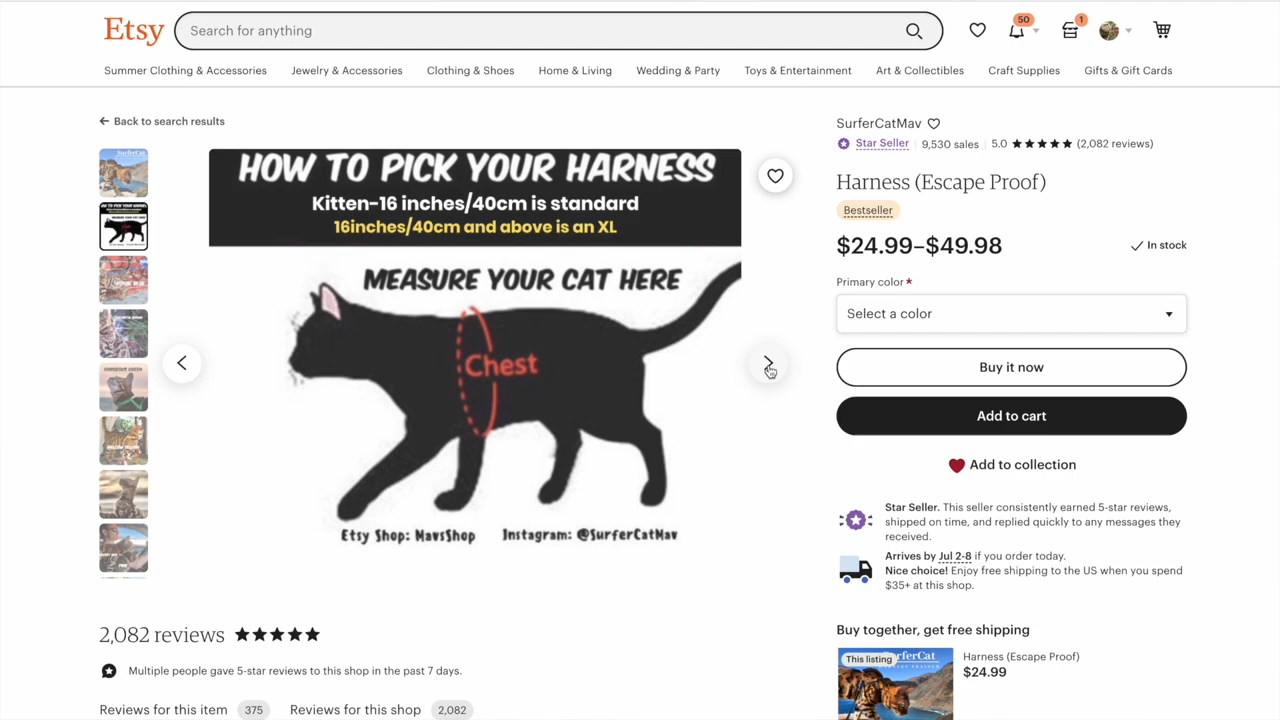 Etsy
Search for anything
50
1
Summer Clothing & Accessories
Jewelry & Accessories
Clothing & Shoes
Home & Living
Wedding & Party
Toys & Entertainment
Art & Collectibles
Craft Supplies
Gifts & Gift Cards
Back to search results
HOW TO PICK YOUR HARNESS
Kitten-16 inches/40cm is standard
16inches/40cm and above is an XL
MEASURE YOUR CAT HERE
Chest
Etsy Shop: MavsShop
Instagram: @SurferCatMav
2,082 reviews
Multiple people gave 5-star reviews to this shop in the past 7 days.
Reviews for this item 375
Reviews for this shop 2,082
SurferCatMav
Star Seller
9,530 sales
5.0
(2,082 reviews)
Harness (Escape Proof)
Bestseller
$24.99–$49.98
In stock
Primary color *
Select a color
Buy it now
Add to cart
Add to collection
Star Seller. This seller consistently earned 5-star reviews,
shipped on time, and replied quickly to any messages they
received.
Arrives by Jul 2-8 if you order today.
Nice choice! Enjoy free shipping to the US when you spend
$35+ at this shop.
Buy together, get free shipping
This listing
Harness (Escape Proof)
$24.99